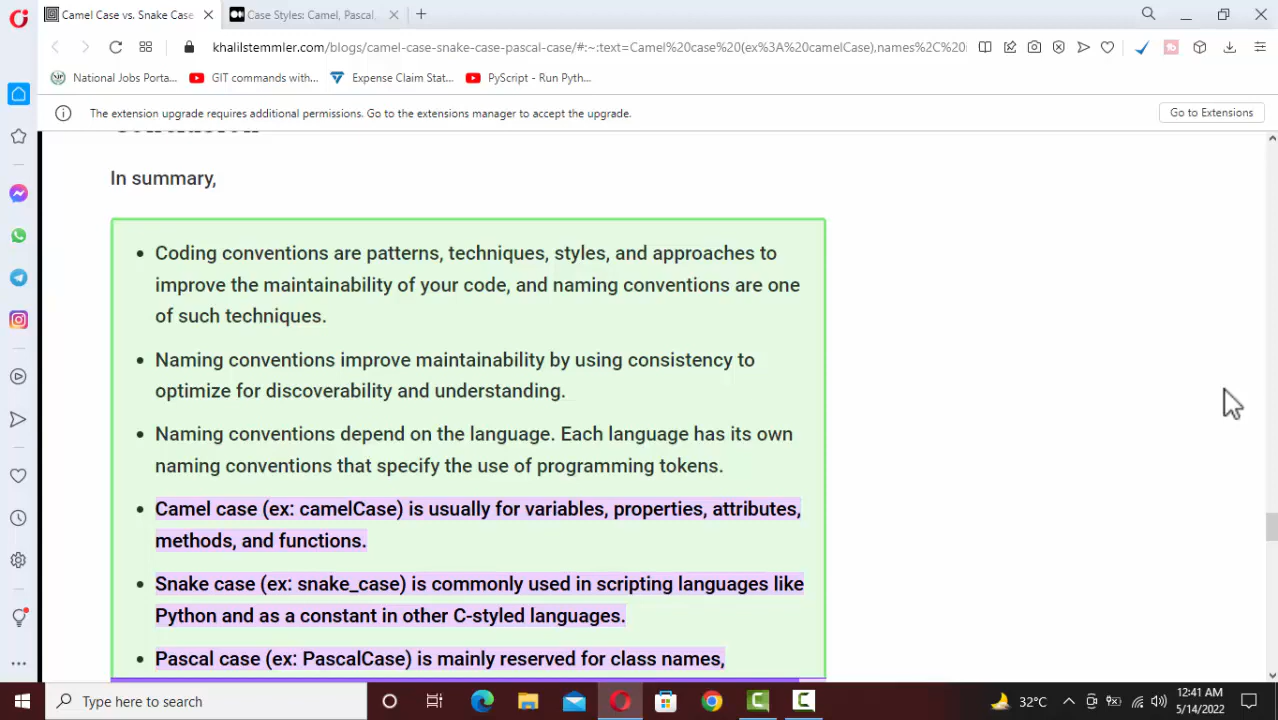 Camel Case vs. Snake Case
Case Styles: Camel, Pascal,
khalilstemmler.com/blogs/camel-case-snake-case-pascal-case/#:~:text=Camel%20case%20(ex%3A%20camelCase),names%2C%20
National Jobs Porta...
GIT commands with...
Expense Claim Stat...
PyScript - Run Pyth...
The extension upgrade requires additional permissions. Go to the extensions manager to accept the upgrade.
Go to Extensions
In summary,
• Coding conventions are patterns, techniques, styles, and approaches to
improve the maintainability of your code, and naming conventions are one
of such techniques.
• Naming conventions improve maintainability by using consistency to
optimize for discoverability and understanding.
• Naming conventions depend on the language. Each language has its own
naming conventions that specify the use of programming tokens.
• Camel case (ex: camelCase) is usually for variables, properties, attributes,
methods, and functions.
• Snake case (ex: snake_case) is commonly used in scripting languages like
Python and as a constant in other C-styled languages.
• Pascal case (ex: PascalCase) is mainly reserved for class names,
Type here to search
32°C
12:41 AM
5/14/2022